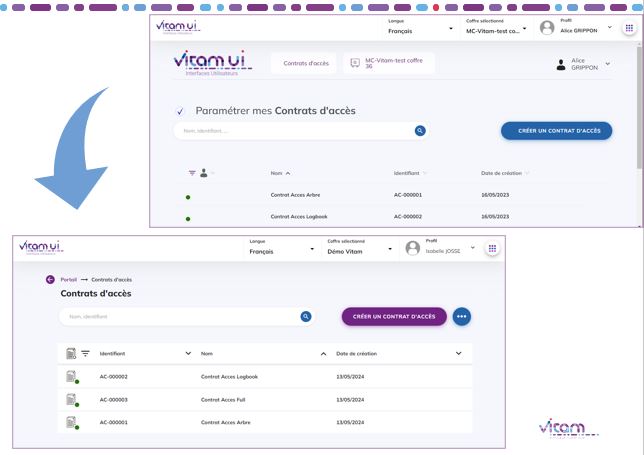 vitam ui
Langue
Français
Coffre sélectionné
MC-Vitam-test co...
Profil
Alice GRIPPON
vitam ui
Interfaces Utilisateurs
Contrats d'accès
MC-Vitam-test coffre
36
Alice
GRIPPON
Paramétrer mes Contrats d'accès
Nom, identifiant, ...
CRÉER UN CONTRAT D'ACCÈS
Nom
Identifiant
Date de création
Contrat Acces Arbre
AC-000001
16/05/2023
Contrat Acces Logbook
AC-000002
16/05/2023
vitam ui
Langue
Français
Coffre sélectionné
Démo Vitam
Profil
Isabelle JOSSE
Portail → Contrats d'accès
Contrats d'accès
Nom, identifiant
CRÉER UN CONTRAT D'ACCÈS
Identifiant
Nom
Date de création
AC-000002
Contrat Acces Logbook
13/05/2024
AC-000003
Contrat Acces Full
13/05/2024
AC-000001
Contrat Acces Arbre
13/05/2024
vitam